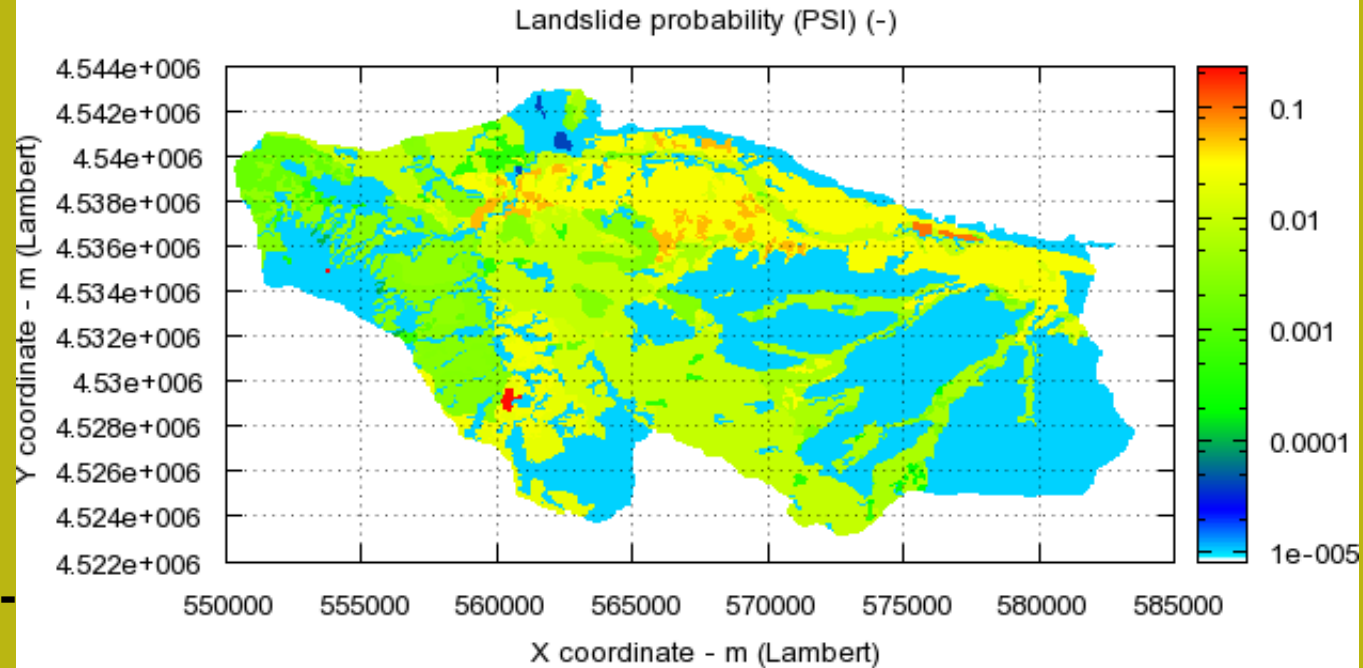 Landslide probability (PSI) (-)
4.544e+006
4.542e+006
4.54e+006
4.538e+006
4.536e+006
4.534e+006
4.532e+006
4.53e+006
4.528e+006
4.526e+006
4.524e+006
4.522e+006
Y coordinate - m (Lambert)
550000 555000 560000 565000 570000 575000 580000 585000
X coordinate - m (Lambert)
0.1
0.01
0.001
0.0001
1e-005